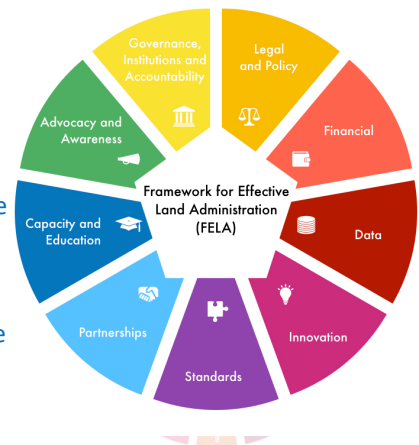 Governance,
Institutions and
Accountability
Legal
and Policy
Financial
Data
Innovation
Standards
Partnerships
Capacity and
Education
Advocacy and
Awareness
Framework for Effective
Land Administration
(FELA)
e
e